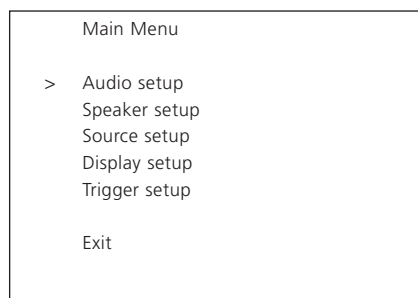 Main Menu
> Audio setup
Speaker setup
Source setup
Display setup
Trigger setup
Exit